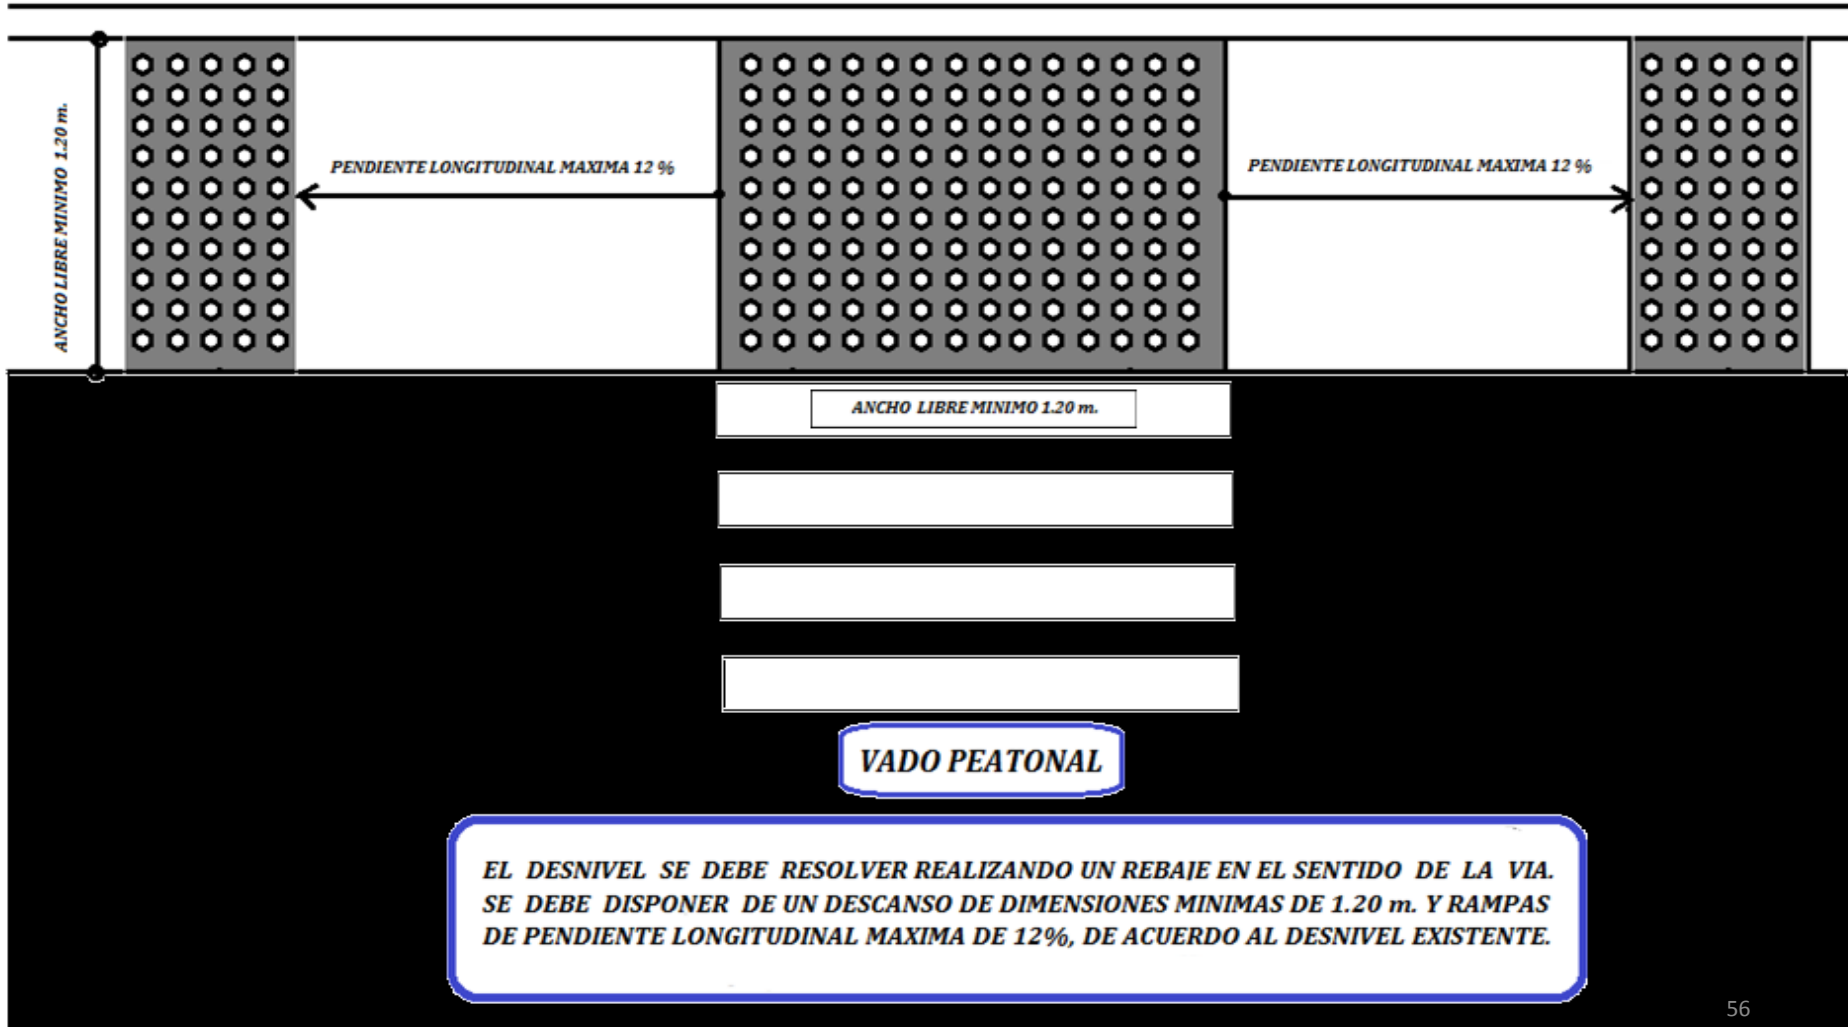 ANCHO LIBRE MINIMO 1.20 m.
PENDIENTE LONGITUDINAL MAXIMA 12 %
PENDIENTE LONGITUDINAL MAXIMA 12 %
ANCHO LIBRE MINIMO 1.20 m.
VADO PEATONAL
EL DESNIVEL SE DEBE RESOLVER REALIZANDO UN REBAJE EN EL SENTIDO DE LA VIA.
SE DEBE DISPONER DE UN DESCANSO DE DIMENSIONES MINIMAS DE 1.20 m. Y RAMPAS
DE PENDIENTE LONGITUDINAL MAXIMA DE 12%, DE ACUERDO AL DESNIVEL EXISTENTE.
56